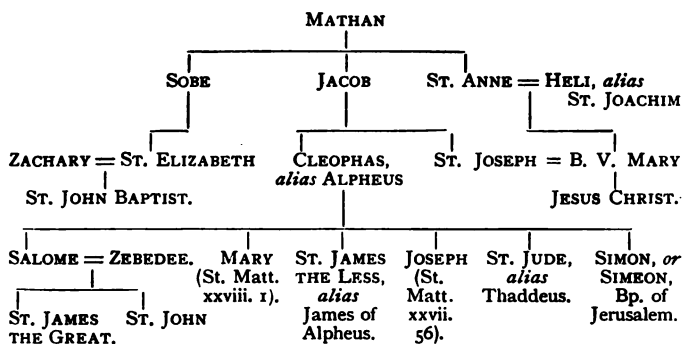 MATHAN
SOBE JACOB ST. ANNE = HELI, alias
ST. JOACHIM
ZACHARY = ST. ELIZABETH CLEOPHAS, ST. JOSEPH = B. V. MARY
alias ALPHEUS
ST. JOHN BAPTIST. JESUS CHRIST.
SALOME = ZEBEDEE. MARY ST. JAMES JOSEPH ST. JUDE, SIMON, or
(St. Matt. THE LESS, (St. alias SIMEON,
xxviii. 1). alias Matt. Thaddeus. Bp. of
James of xxvii. Jerusalem.
ST. JAMES ST. JOHN Alpheus. 56).
THE GREAT.